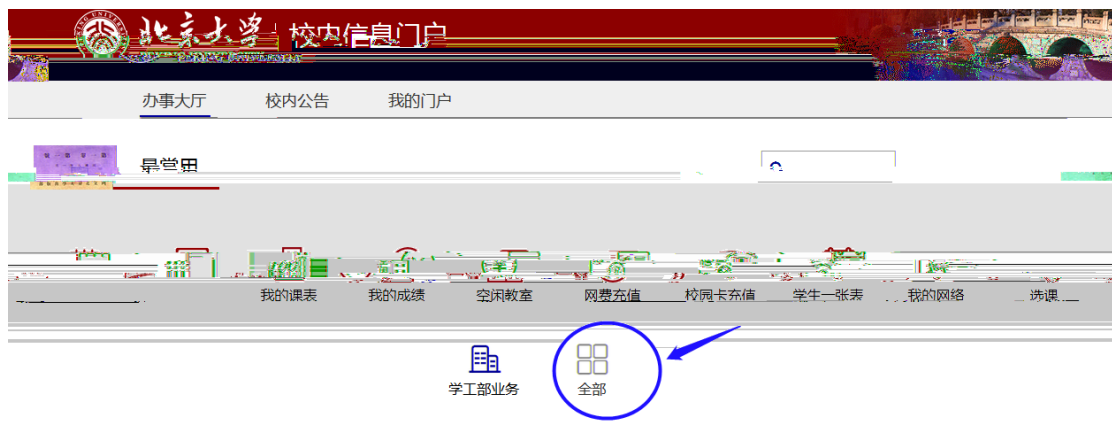 北京大学 校内信息门户
办事大厅 校内公告 我的门户
最常用
我的课表 我的成绩 空闲教室 网费充值 校园卡充值 学生一张表 我的网络 选课
学工部业务 全部